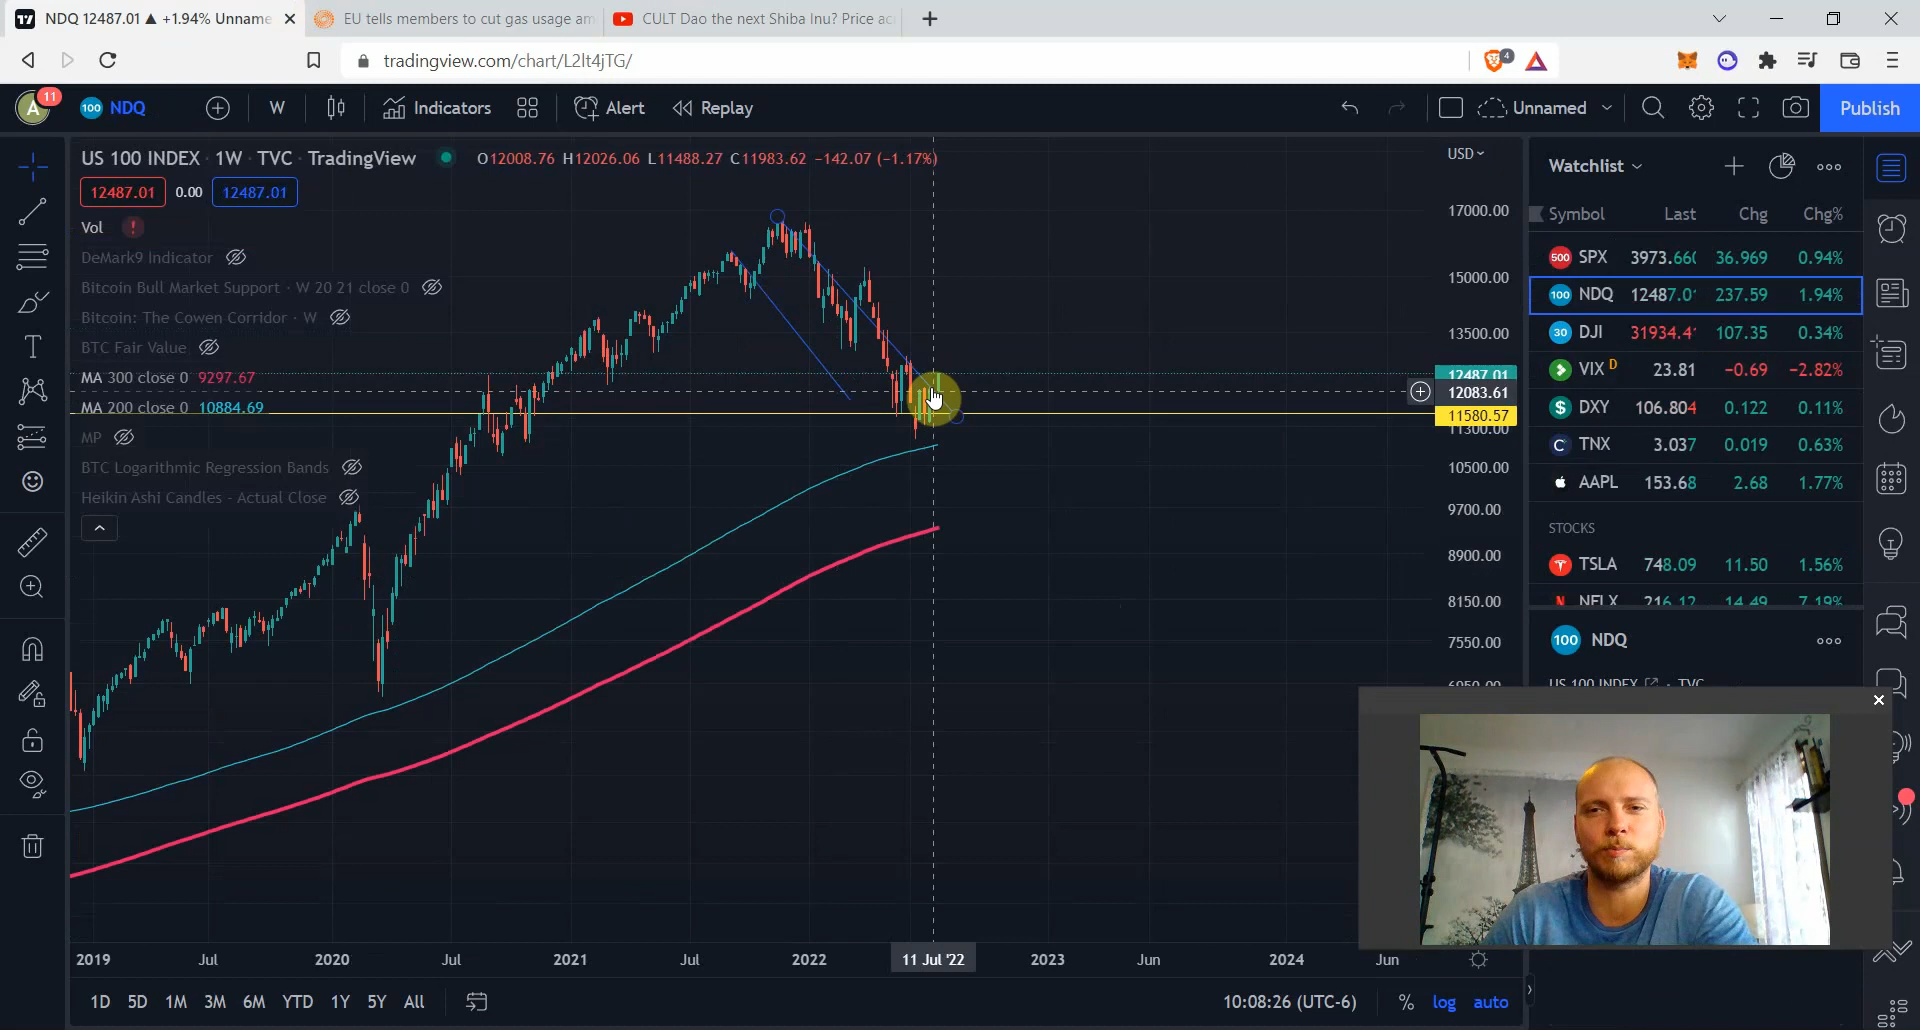 NDQ 12487.01 ▲ +1.94% Unname
EU tells members to cut gas usage am
CULT Dao the next Shiba Inu? Price ac
tradingview.com/chart/L2lt4jTG/
4
A
11
100 NDQ
W
Indicators
Alert
Replay
Unnamed
Publish
US 100 INDEX · 1W · TVC · TradingView
O12008.76 H12026.06 L11488.27 C11983.62 −142.07 (−1.17%)
12487.01 0.00 12487.01
Vol !
DeMark9 Indicator
Bitcoin Bull Market Support · W 20 21 close 0
Bitcoin: The Cowen Corridor · W
BTC Fair Value
MA 300 close 0 9297.67
MA 200 close 0 10884.69
MP
BTC Logarithmic Regression Bands
Heikin Ashi Candles - Actual Close
USD
17000.00
15000.00
13500.00
12487.01
12083.61
11580.57
11300.00
10500.00
9700.00
8900.00
8150.00
7550.00
6950.00
2019 Jul 2020 Jul 2021 Jul 2022 11 Jul '22 2023 Jun 2024 Jun
1D 5D 1M 3M 6M YTD 1Y 5Y All
10:08:26 (UTC-6) % log auto
Watchlist
Symbol Last Chg Chg%
500 SPX 3973.66 36.969 0.94%
100 NDQ 12487.0 237.59 1.94%
30 DJI 31934.4 107.35 0.34%
VIX D 23.81 −0.69 −2.82%
$ DXY 106.804 0.122 0.11%
C TNX 3.037 0.019 0.63%
AAPL 153.68 2.68 1.77%
STOCKS
TSLA 748.09 11.50 1.56%
N NFLX 216.12 14.49 7.19%
100 NDQ
US 100 INDEX · TVC